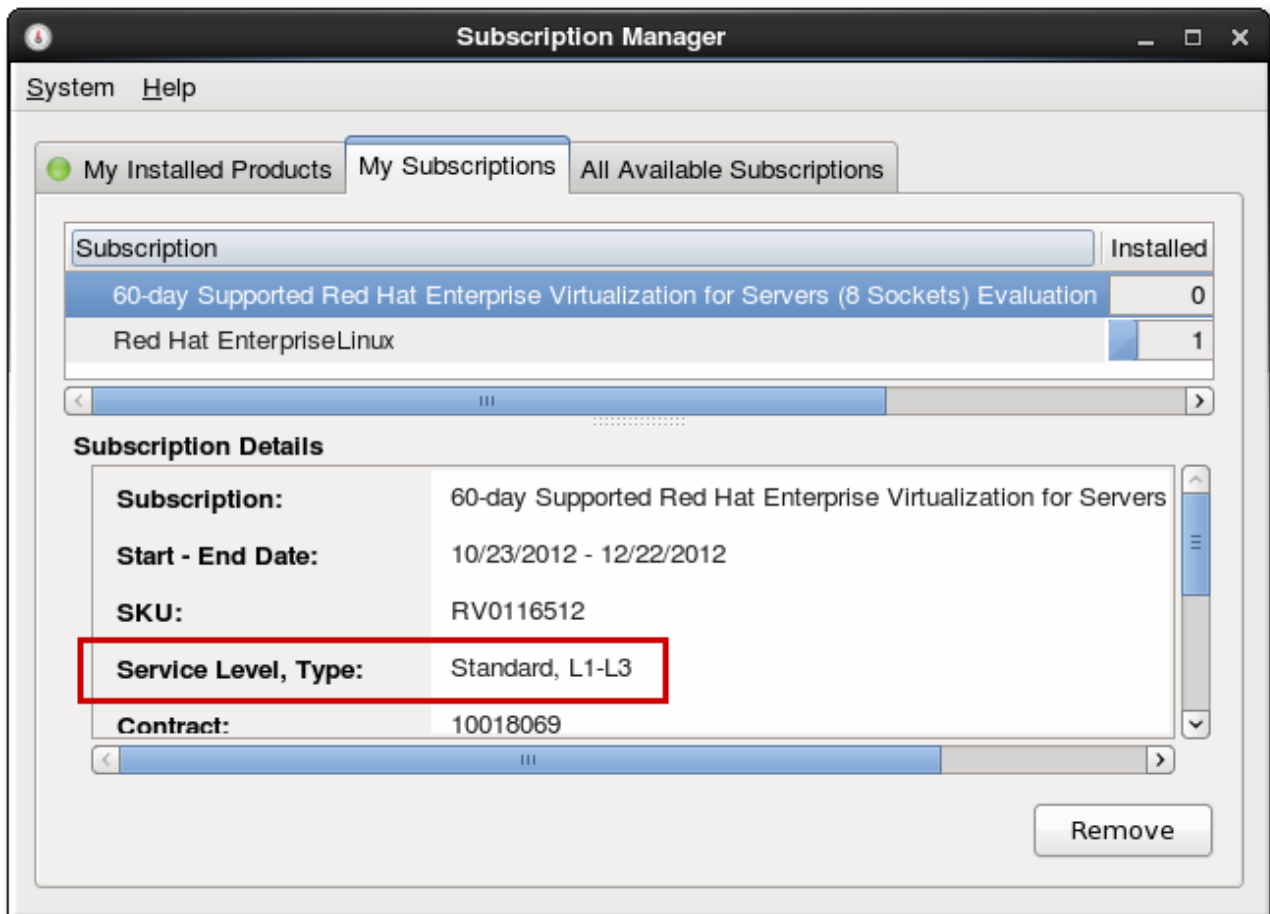 Subscription Manager
System Help
My Installed Products My Subscriptions All Available Subscriptions
Subscription Installed
60-day Supported Red Hat Enterprise Virtualization for Servers (8 Sockets) Evaluation 0
Red Hat EnterpriseLinux 1
Subscription Details
Subscription: 60-day Supported Red Hat Enterprise Virtualization for Servers
Start - End Date: 10/23/2012 - 12/22/2012
SKU: RV0116512
Service Level, Type: Standard, L1-L3
Contract: 10018069
Remove